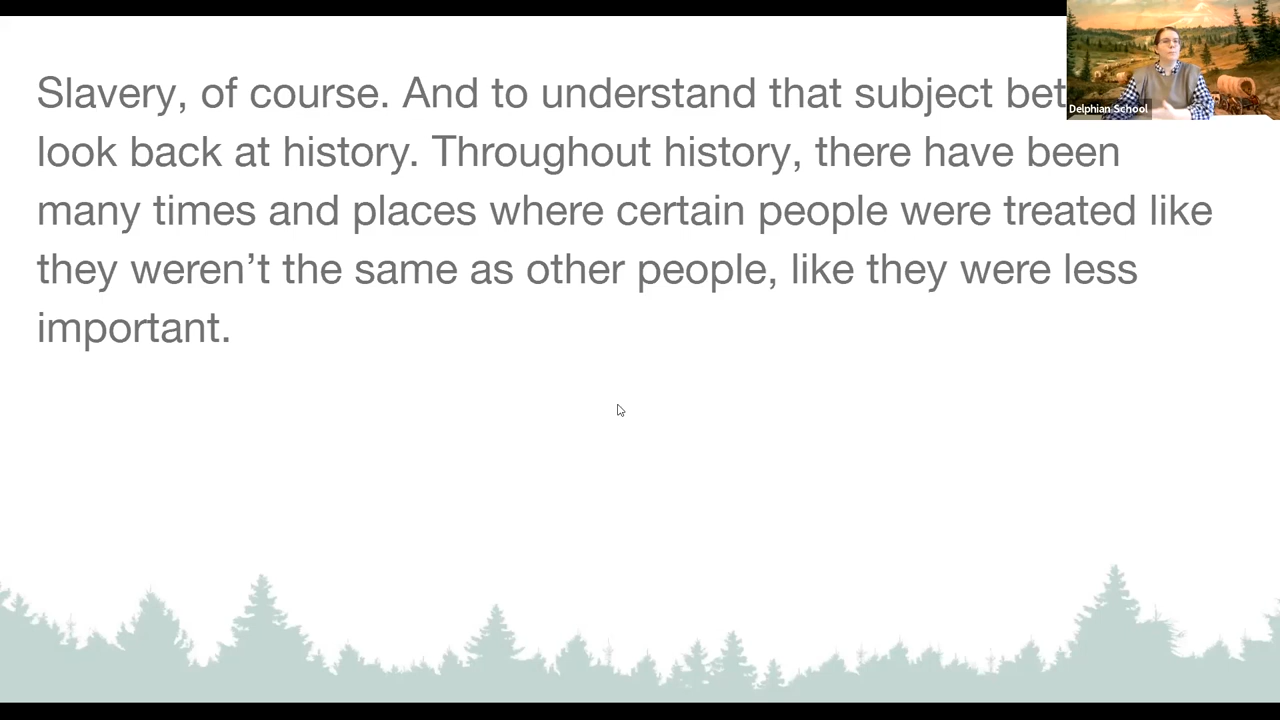 Slavery, of course. And to understand that subject bet
look back at history. Throughout history, there have been
many times and places where certain people were treated like
they weren’t the same as other people, like they were less
important.
Delphian School